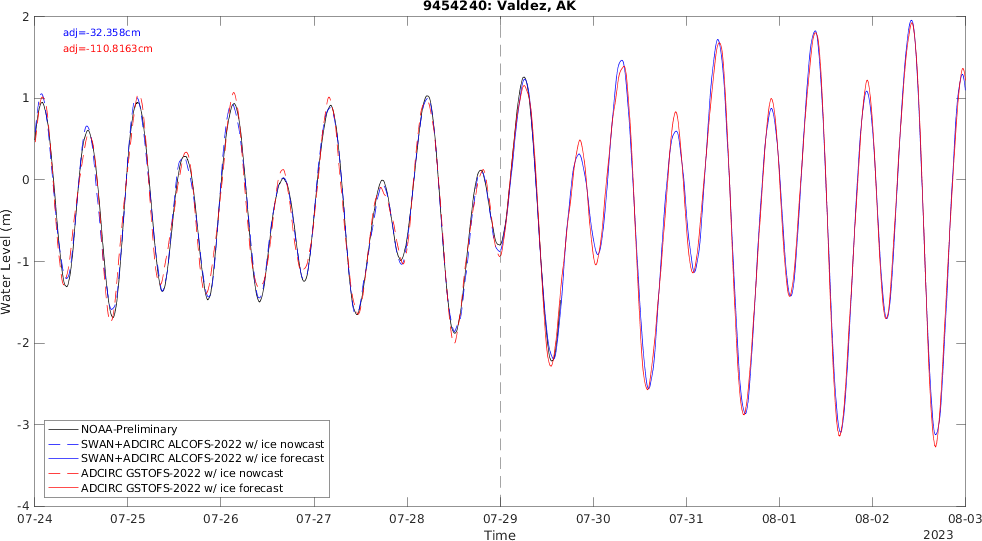 9454240: Valdez, AK
adj=-32.358cm
adj=-110.8163cm
2
1
0
-1
-2
-3
-4
Water Level (m)
NOAA-Preliminary
SWAN+ADCIRC ALCOFS-2022 w/ ice nowcast
SWAN+ADCIRC ALCOFS-2022 w/ ice forecast
ADCIRC GSTOFS-2022 w/ ice nowcast
ADCIRC GSTOFS-2022 w/ ice forecast
07-24 07-25 07-26 07-27 07-28 07-29 07-30 07-31 08-01 08-02 08-03
Time
2023